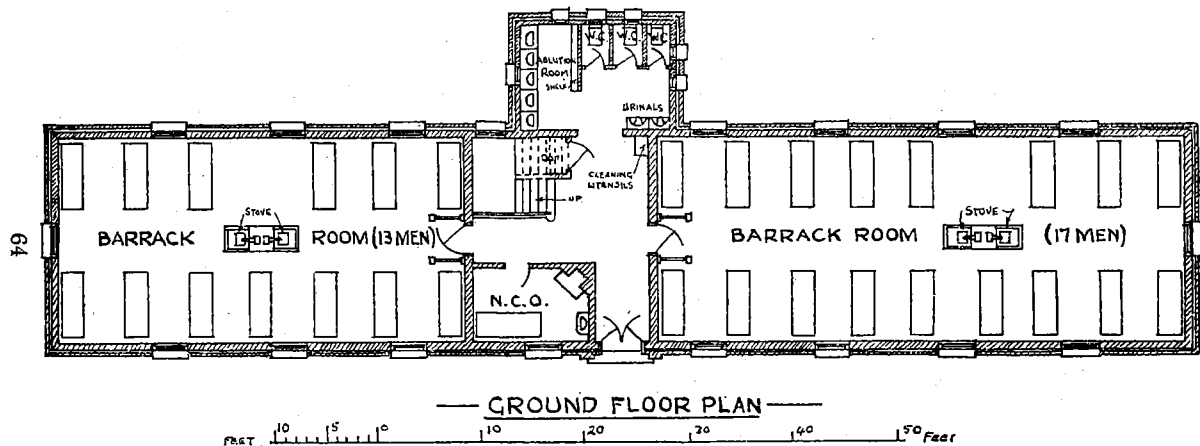 W.C. W.C. W.C.
ABLUTION
ROOM
SHELF
URINALS
CLEANING
UTENSILS
UP
STOVE
BARRACK ROOM (13 MEN)
STOVE
BARRACK ROOM (17 MEN)
N.C.O.
64
GROUND FLOOR PLAN
FEET 10 5 0 10 20 30 40 50 FEET